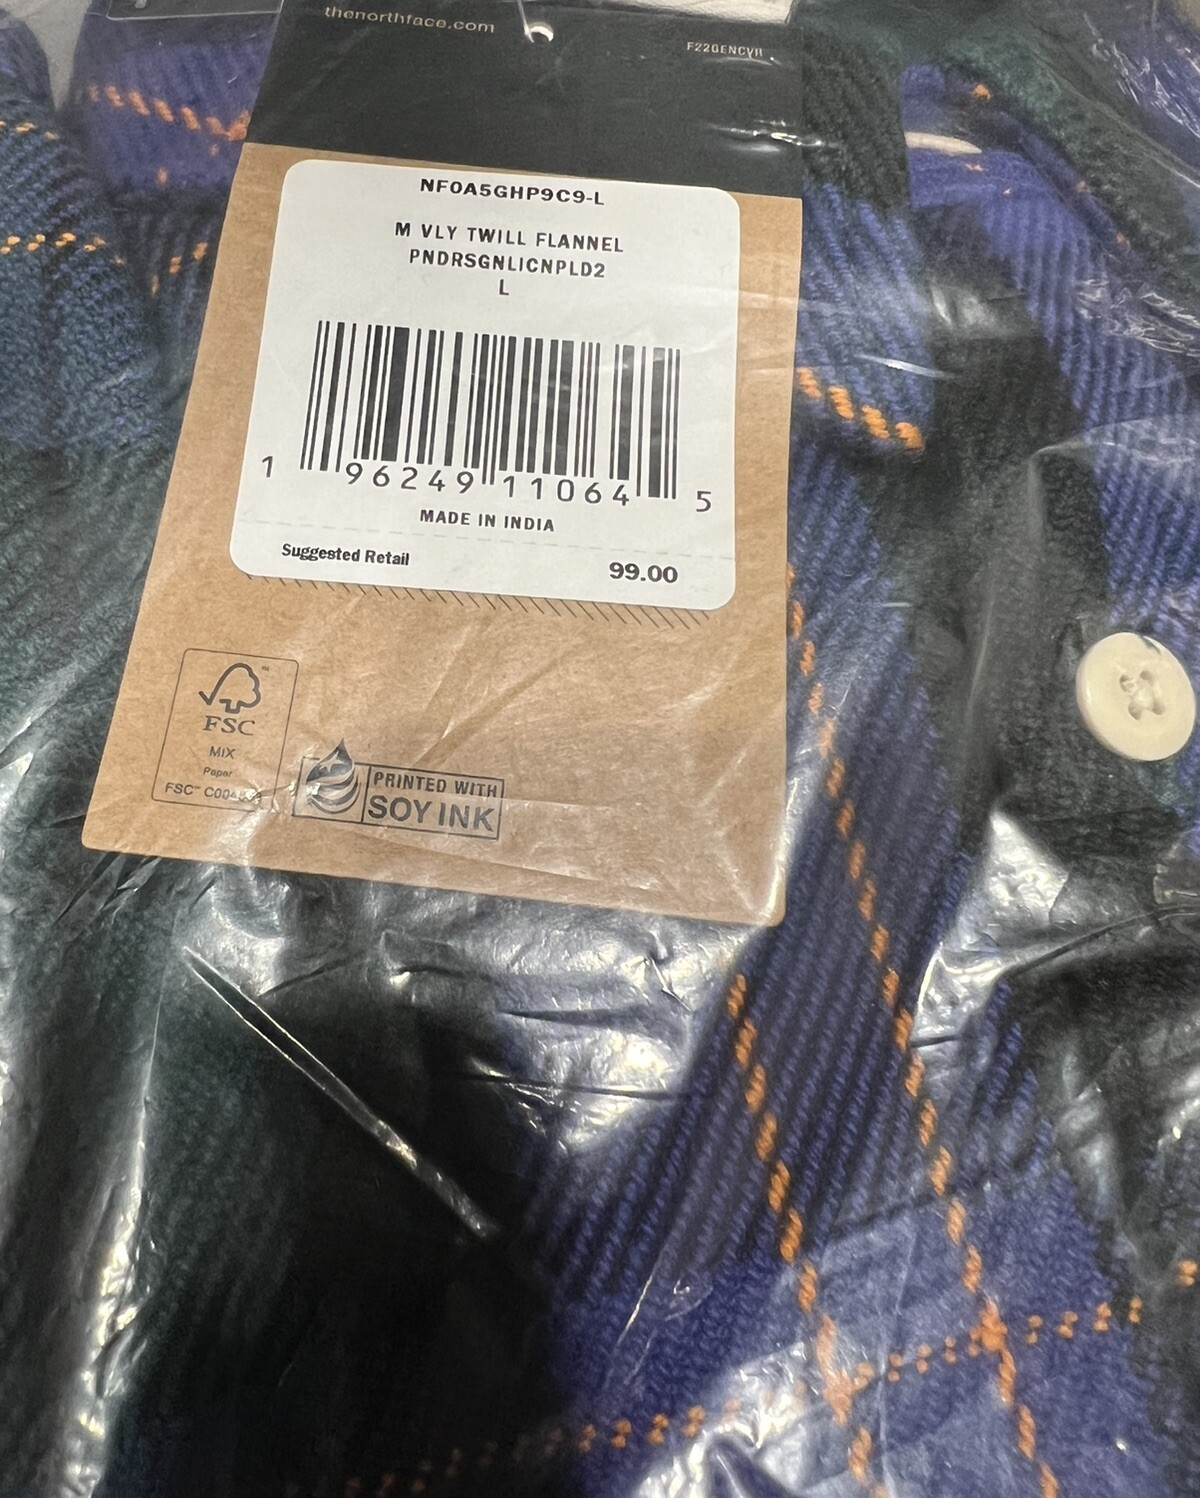 thenorthface.com
NF0A5GHP9C9-L
M VLY TWILL FLANNEL
PNDRSGNLICNPLD2
L
1 96249 11064 5
MADE IN INDIA
Suggested Retail 99.00
FSC
MIX
Paper
FSC™
PRINTED WITH
SOY INK